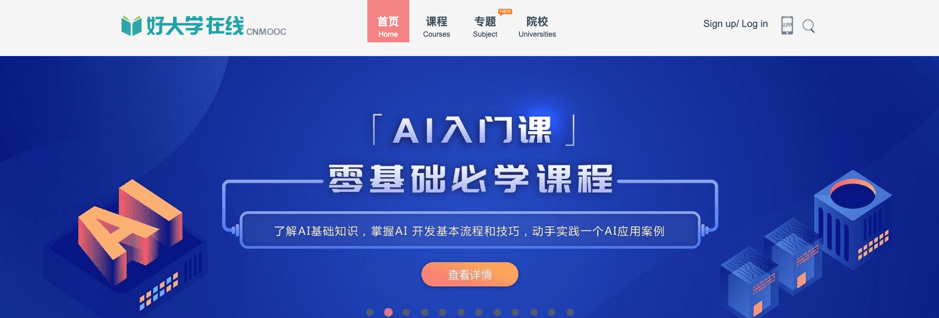 好大学在线 CNMOOC
首页 课程 专题 院校
Home Courses Subject Universities
Sign up/ Log in
APP
「AI入门课」
零基础必学课程
了解AI基础知识，掌握AI 开发基本流程和技巧，动手实践一个AI应用案例
查看详情
AI